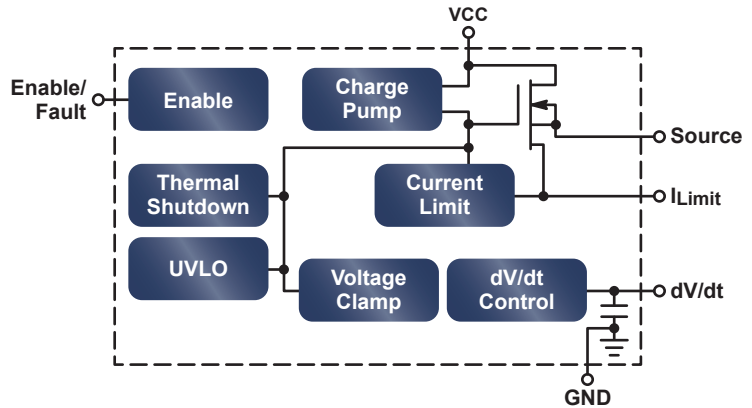 VCC
Enable/
Fault
Enable
Charge
Pump
Source
Thermal
Shutdown
Current
Limit
ILimit
UVLO
Voltage
Clamp
dV/dt
Control
dV/dt
GND